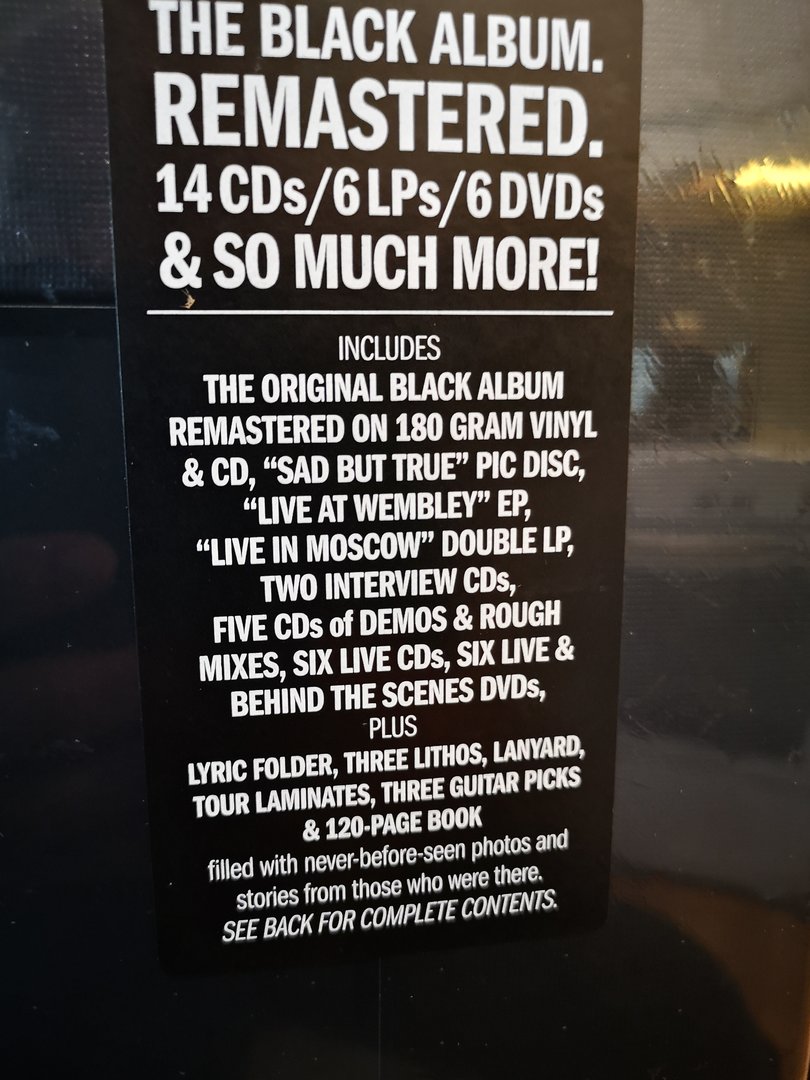 THE BLACK ALBUM.
REMASTERED.
14 CDs/6 LPs/6 DVDs
& SO MUCH MORE!
INCLUDES
THE ORIGINAL BLACK ALBUM
REMASTERED ON 180 GRAM VINYL
& CD, “SAD BUT TRUE” PIC DISC,
“LIVE AT WEMBLEY” EP,
“LIVE IN MOSCOW” DOUBLE LP,
TWO INTERVIEW CDs,
FIVE CDs of DEMOS & ROUGH
MIXES, SIX LIVE CDs, SIX LIVE &
BEHIND THE SCENES DVDs,
PLUS
LYRIC FOLDER, THREE LITHOS, LANYARD,
TOUR LAMINATES, THREE GUITAR PICKS
& 120-PAGE BOOK
filled with never-before-seen photos and
stories from those who were there.
SEE BACK FOR COMPLETE CONTENTS.